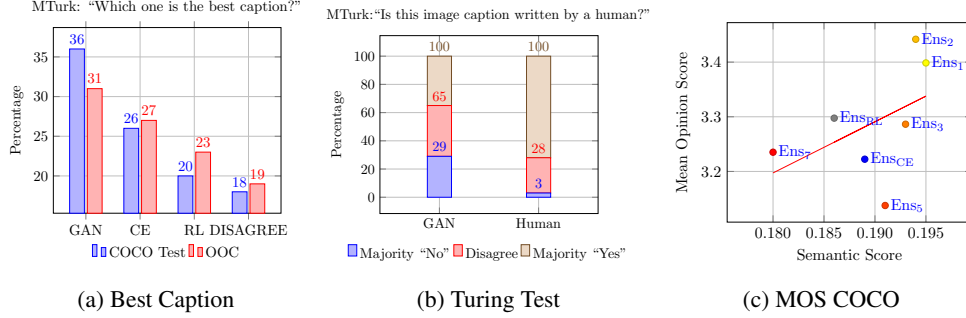 MTurk: “Which one is the best caption?”
Percentage
20
25
30
35
36
31
26
27
20
23
18
19
GAN CE RL DISAGREE
COCO Test OOC
(a) Best Caption
MTurk:“Is this image caption written by a human?”
Percentage
0
20
40
60
80
100
100
65
29
100
28
3
GAN Human
Majority “No” Disagree Majority “Yes”
(b) Turing Test
Mean Opinion Score
3.4
3.3
3.2
Ens2
Ens1
EnsRL
Ens3
Ens7
EnsCE
Ens5
0.180 0.185 0.190 0.195
Semantic Score
(c) MOS COCO